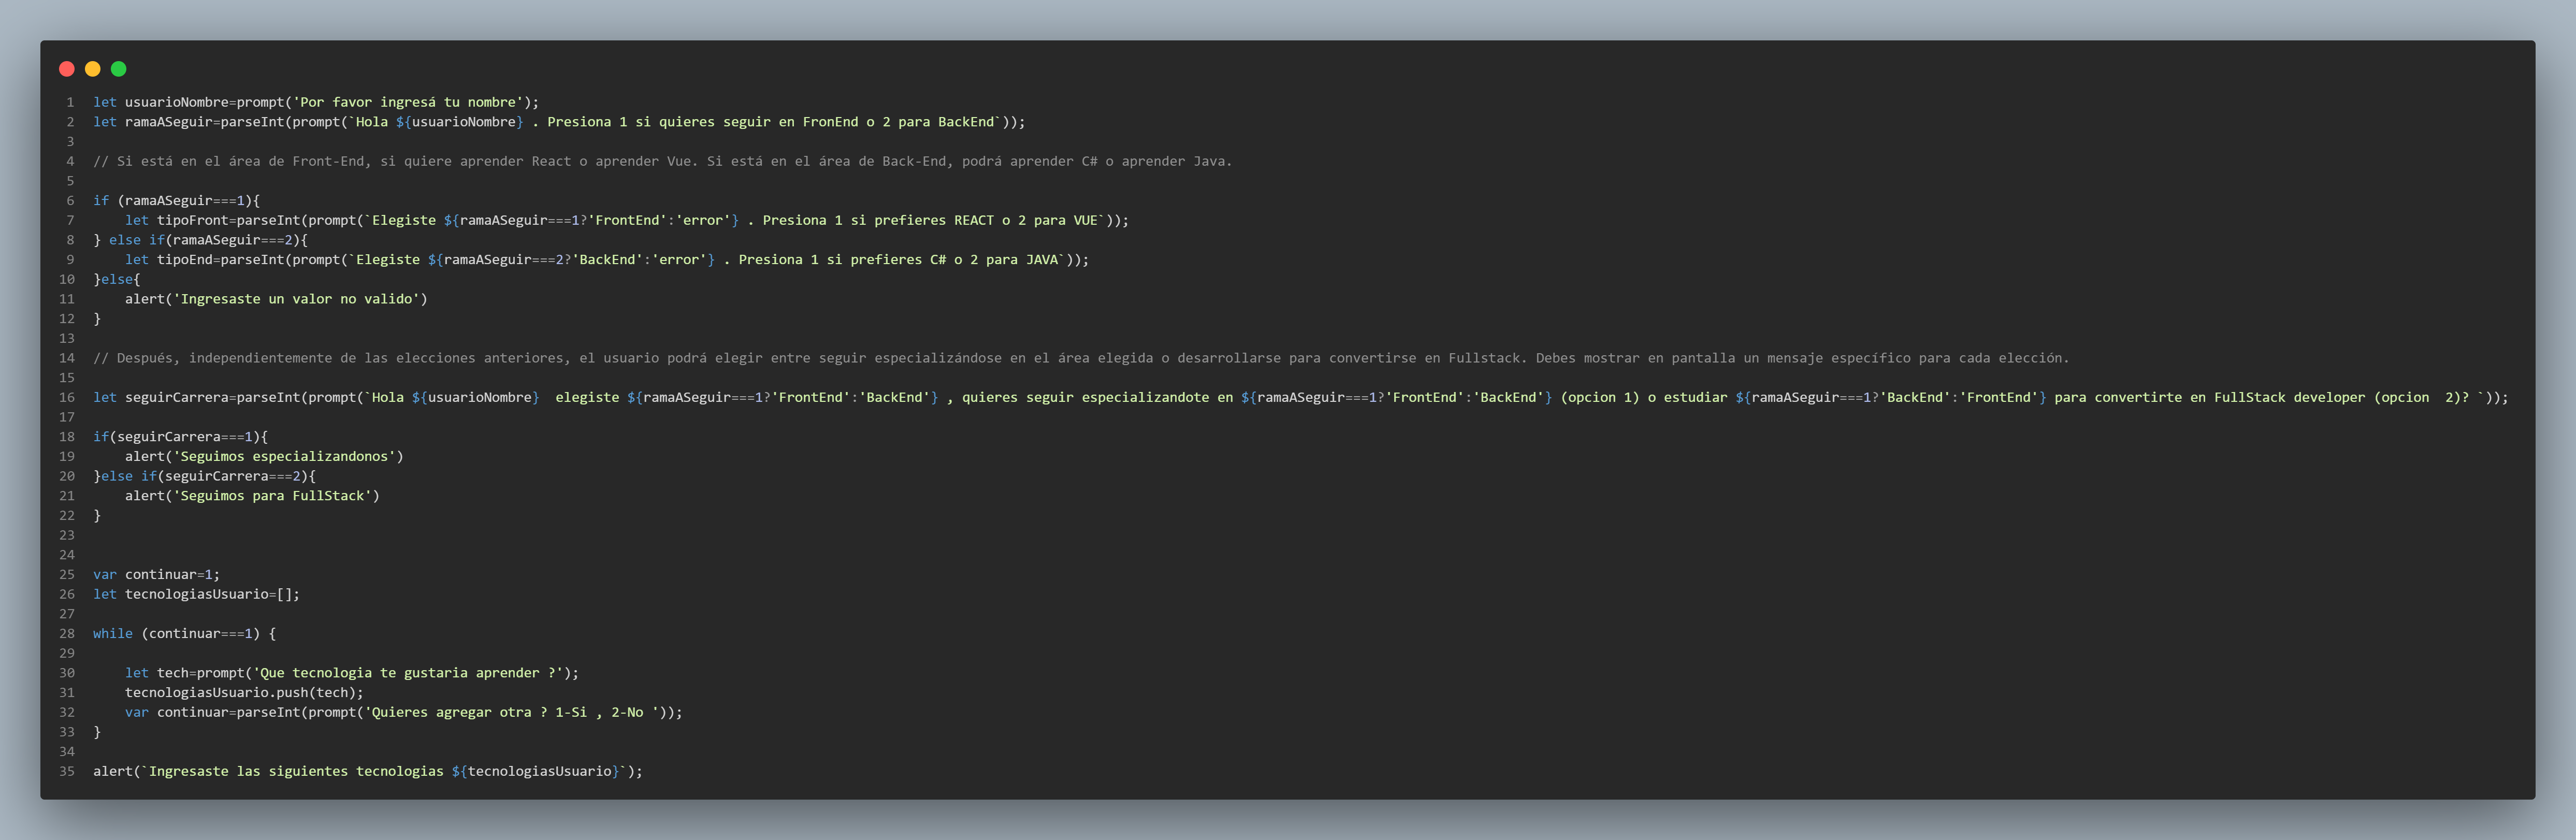 1 let usuarioNombre=prompt('Por favor ingresá tu nombre');
2 let ramaASeguir=parseInt(prompt(`Hola ${usuarioNombre} . Presiona 1 si quieres seguir en FronEnd o 2 para BackEnd`));
3
4 // Si está en el área de Front-End, si quiere aprender React o aprender Vue. Si está en el área de Back-End, podrá aprender C# o aprender Java.
5
6 if (ramaASeguir===1){
7     let tipoFront=parseInt(prompt(`Elegiste ${ramaASeguir===1?'FrontEnd':'error'} . Presiona 1 si prefieres REACT o 2 para VUE`));
8 } else if(ramaASeguir===2){
9     let tipoEnd=parseInt(prompt(`Elegiste ${ramaASeguir===2?'BackEnd':'error'} . Presiona 1 si prefieres C# o 2 para JAVA`));
10 }else{
11     alert('Ingresaste un valor no valido')
12 }
13
14 // Después, independientemente de las elecciones anteriores, el usuario podrá elegir entre seguir especializándose en el área elegida o desarrollarse para convertirse en Fullstack. Debes mostrar en pantalla un mensaje específico para cada elección.
15
16 let seguirCarrera=parseInt(prompt(`Hola ${usuarioNombre}  elegiste ${ramaASeguir===1?'FrontEnd':'BackEnd'} , quieres seguir especializandote en ${ramaASeguir===1?'FrontEnd':'BackEnd'} (opcion 1) o estudiar ${ramaASeguir===1?'BackEnd':'FrontEnd'} para convertirte en FullStack developer (opcion  2)? `));
17
18 if(seguirCarrera===1){
19     alert('Seguimos especializandonos')
20 }else if(seguirCarrera===2){
21     alert('Seguimos para FullStack')
22 }
23
24
25 var continuar=1;
26 let tecnologiasUsuario=[];
27
28 while (continuar===1) {
29
30     let tech=prompt('Que tecnologia te gustaria aprender ?');
31     tecnologiasUsuario.push(tech);
32     var continuar=parseInt(prompt('Quieres agregar otra ? 1-Si , 2-No '));
33 }
34
35 alert(`Ingresaste las siguientes tecnologias ${tecnologiasUsuario}`);